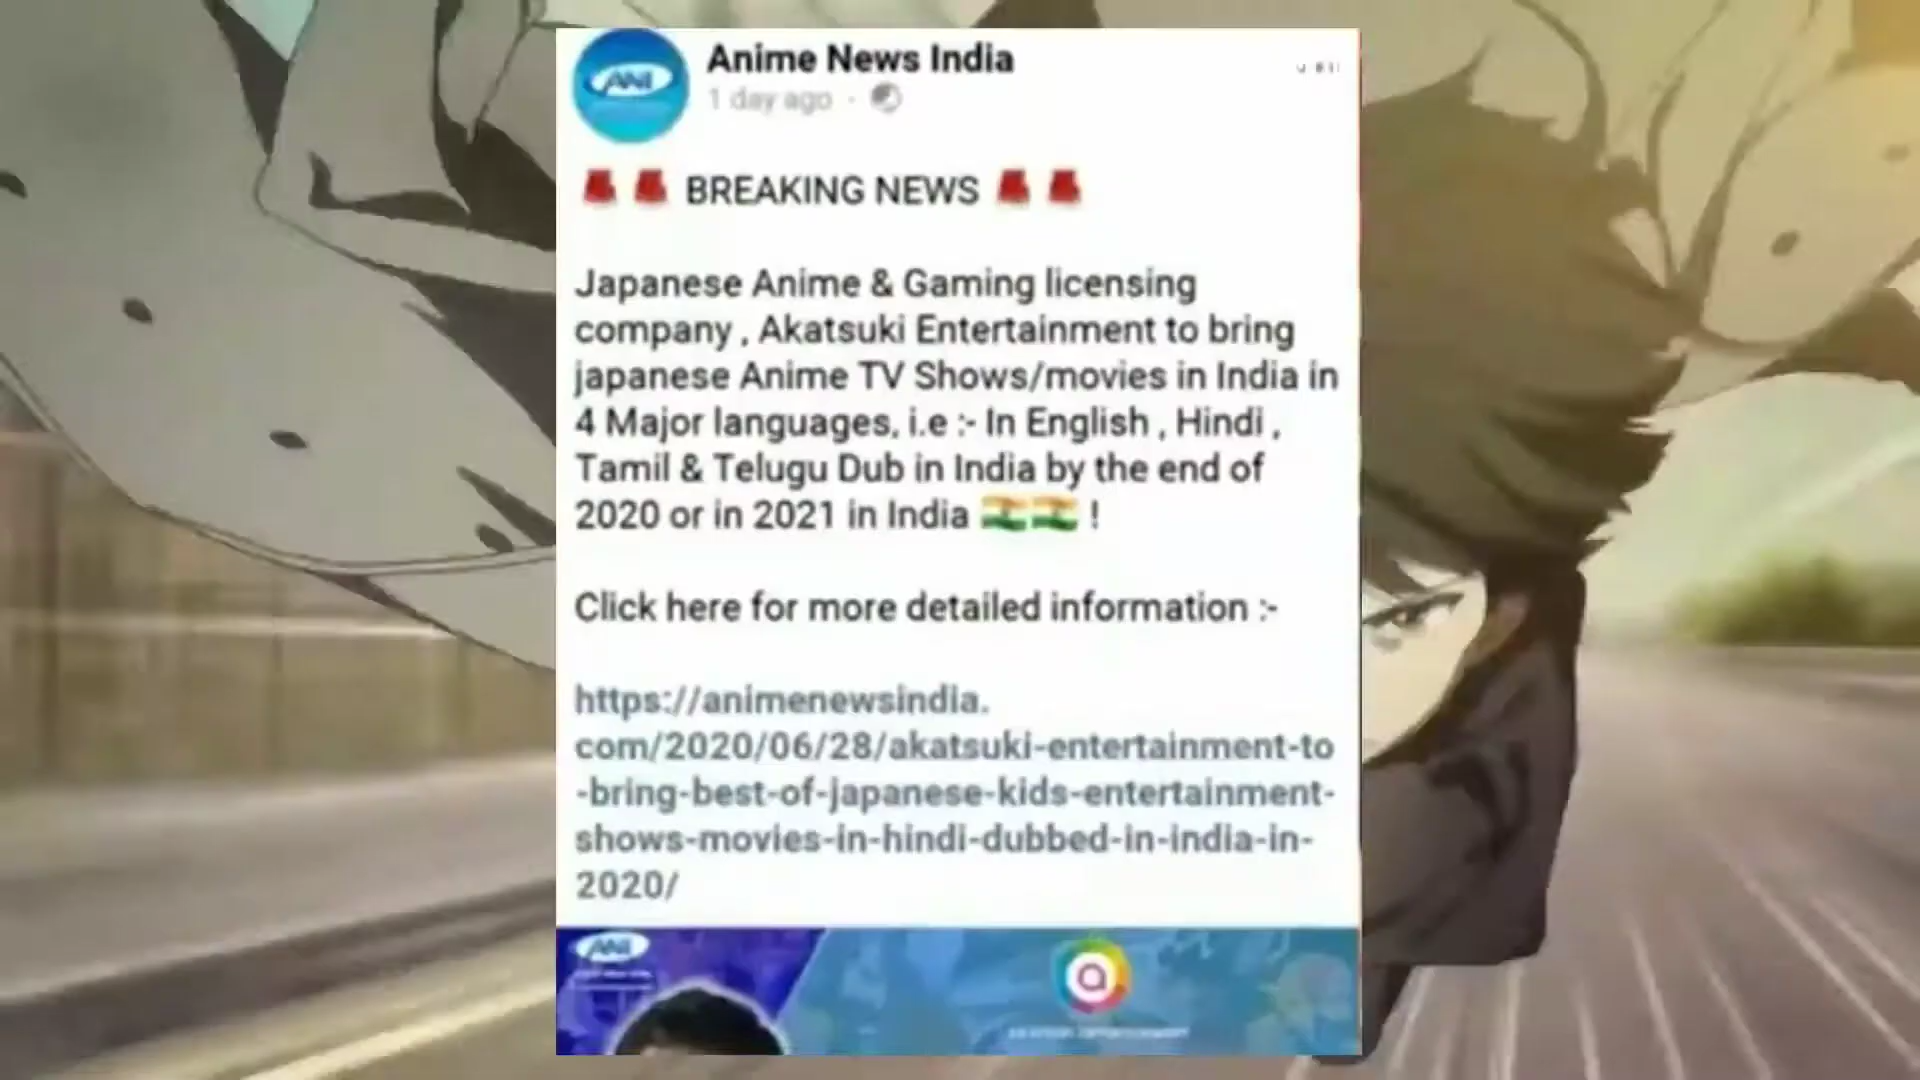 ANI
Anime News India
1 day ago
BREAKING NEWS
Japanese Anime & Gaming licensing
company , Akatsuki Entertainment to bring
japanese Anime TV Shows/movies in India in
4 Major languages, i.e :- In English , Hindi ,
Tamil & Telugu Dub in India by the end of
2020 or in 2021 in India !
Click here for more detailed information :-
https://animenewsindia.
com/2020/06/28/akatsuki-entertainment-to
-bring-best-of-japanese-kids-entertainment-
shows-movies-in-hindi-dubbed-in-india-in-
2020/
ANI
a